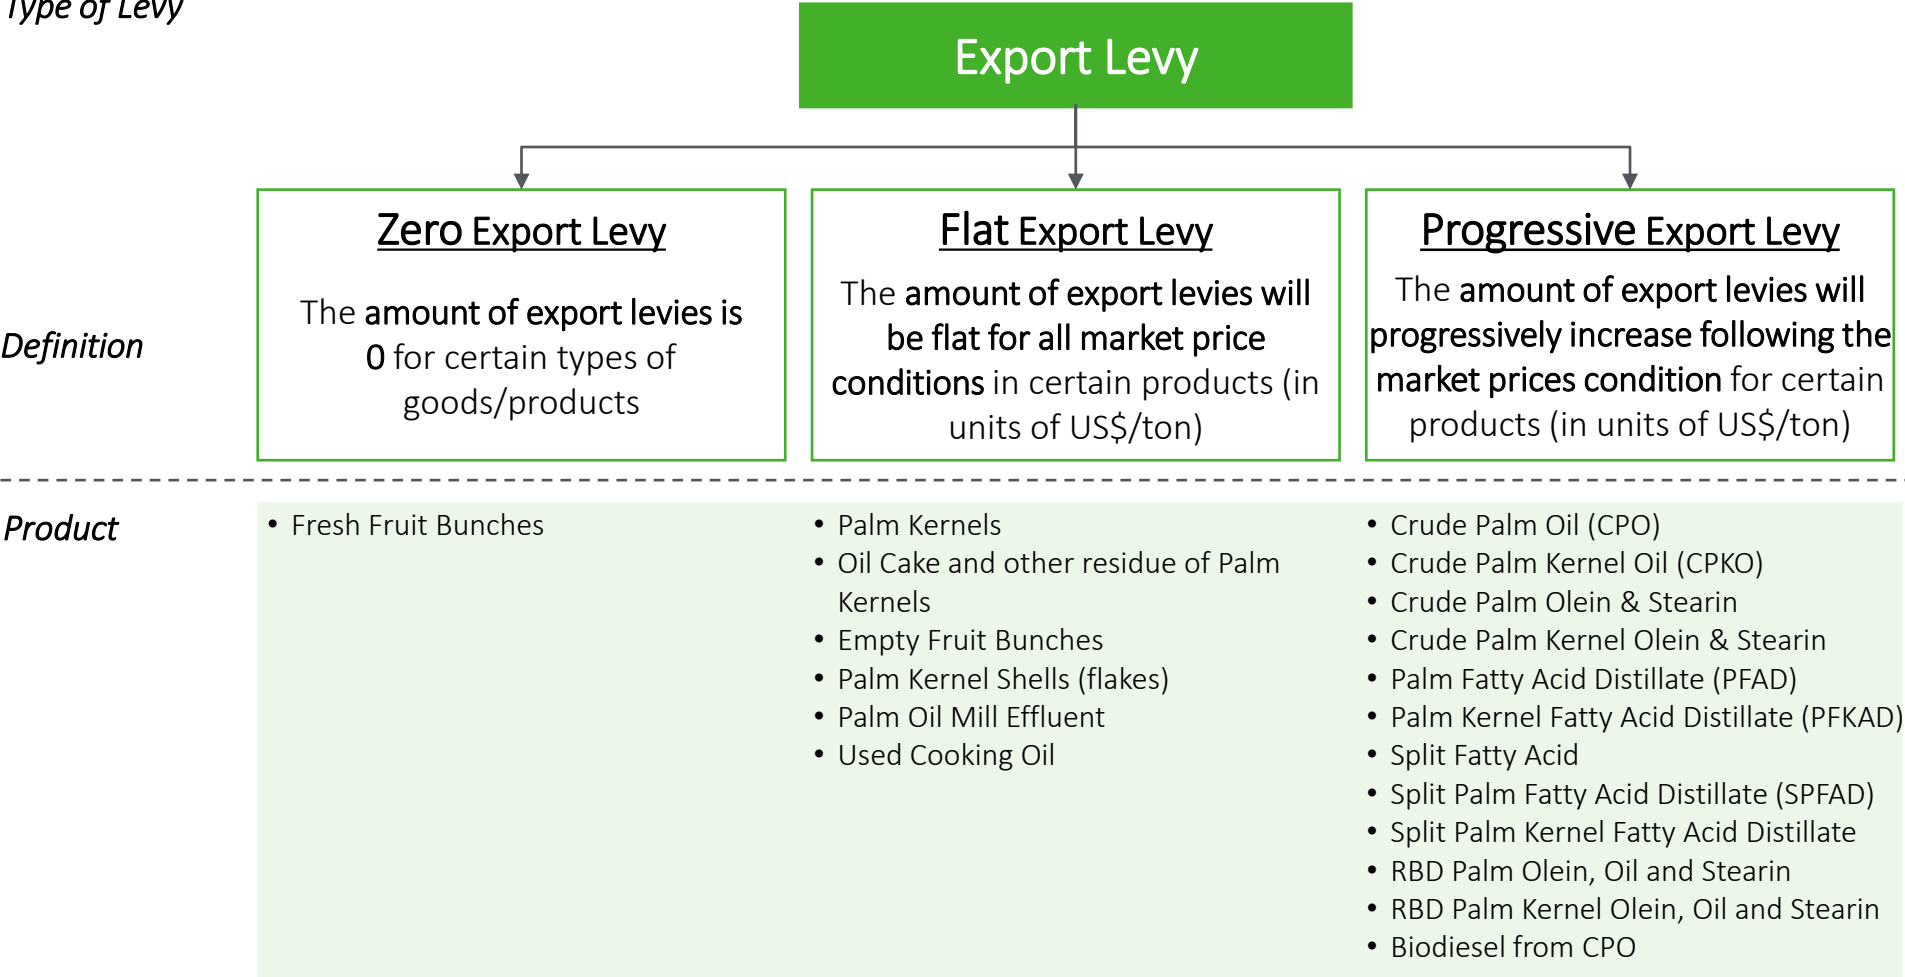 Type of Levy
Export Levy
Zero Export Levy
The amount of export levies is
0 for certain types of
goods/products
Flat Export Levy
The amount of export levies will
be flat for all market price
conditions in certain products (in
units of US$/ton)
Progressive Export Levy
The amount of export levies will
progressively increase following the
market prices condition for certain
products (in units of US$/ton)
Definition
Product
• Fresh Fruit Bunches
• Palm Kernels
• Oil Cake and other residue of Palm
Kernels
• Empty Fruit Bunches
• Palm Kernel Shells (flakes)
• Palm Oil Mill Effluent
• Used Cooking Oil
• Crude Palm Oil (CPO)
• Crude Palm Kernel Oil (CPKO)
• Crude Palm Olein & Stearin
• Crude Palm Kernel Olein & Stearin
• Palm Fatty Acid Distillate (PFAD)
• Palm Kernel Fatty Acid Distillate (PFKAD)
• Split Fatty Acid
• Split Palm Fatty Acid Distillate (SPFAD)
• Split Palm Kernel Fatty Acid Distillate
• RBD Palm Olein, Oil and Stearin
• RBD Palm Kernel Olein, Oil and Stearin
• Biodiesel from CPO